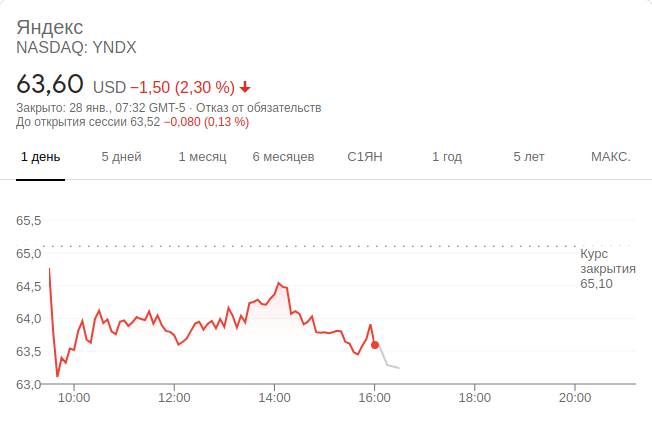 Яндекс
NASDAQ: YNDX
63,60 USD −1,50 (2,30 %)
Закрыто: 28 янв., 07:32 GMT-5 · Отказ от обязательств
До открытия сессии 63,52 −0,080 (0,13 %)
1 день 5 дней 1 месяц 6 месяцев С1ЯН 1 год 5 лет МАКС.
65,5
65,0
Курс
закрытия
65,10
64,5
64,0
63,5
63,0
10:00 12:00 14:00 16:00 18:00 20:00